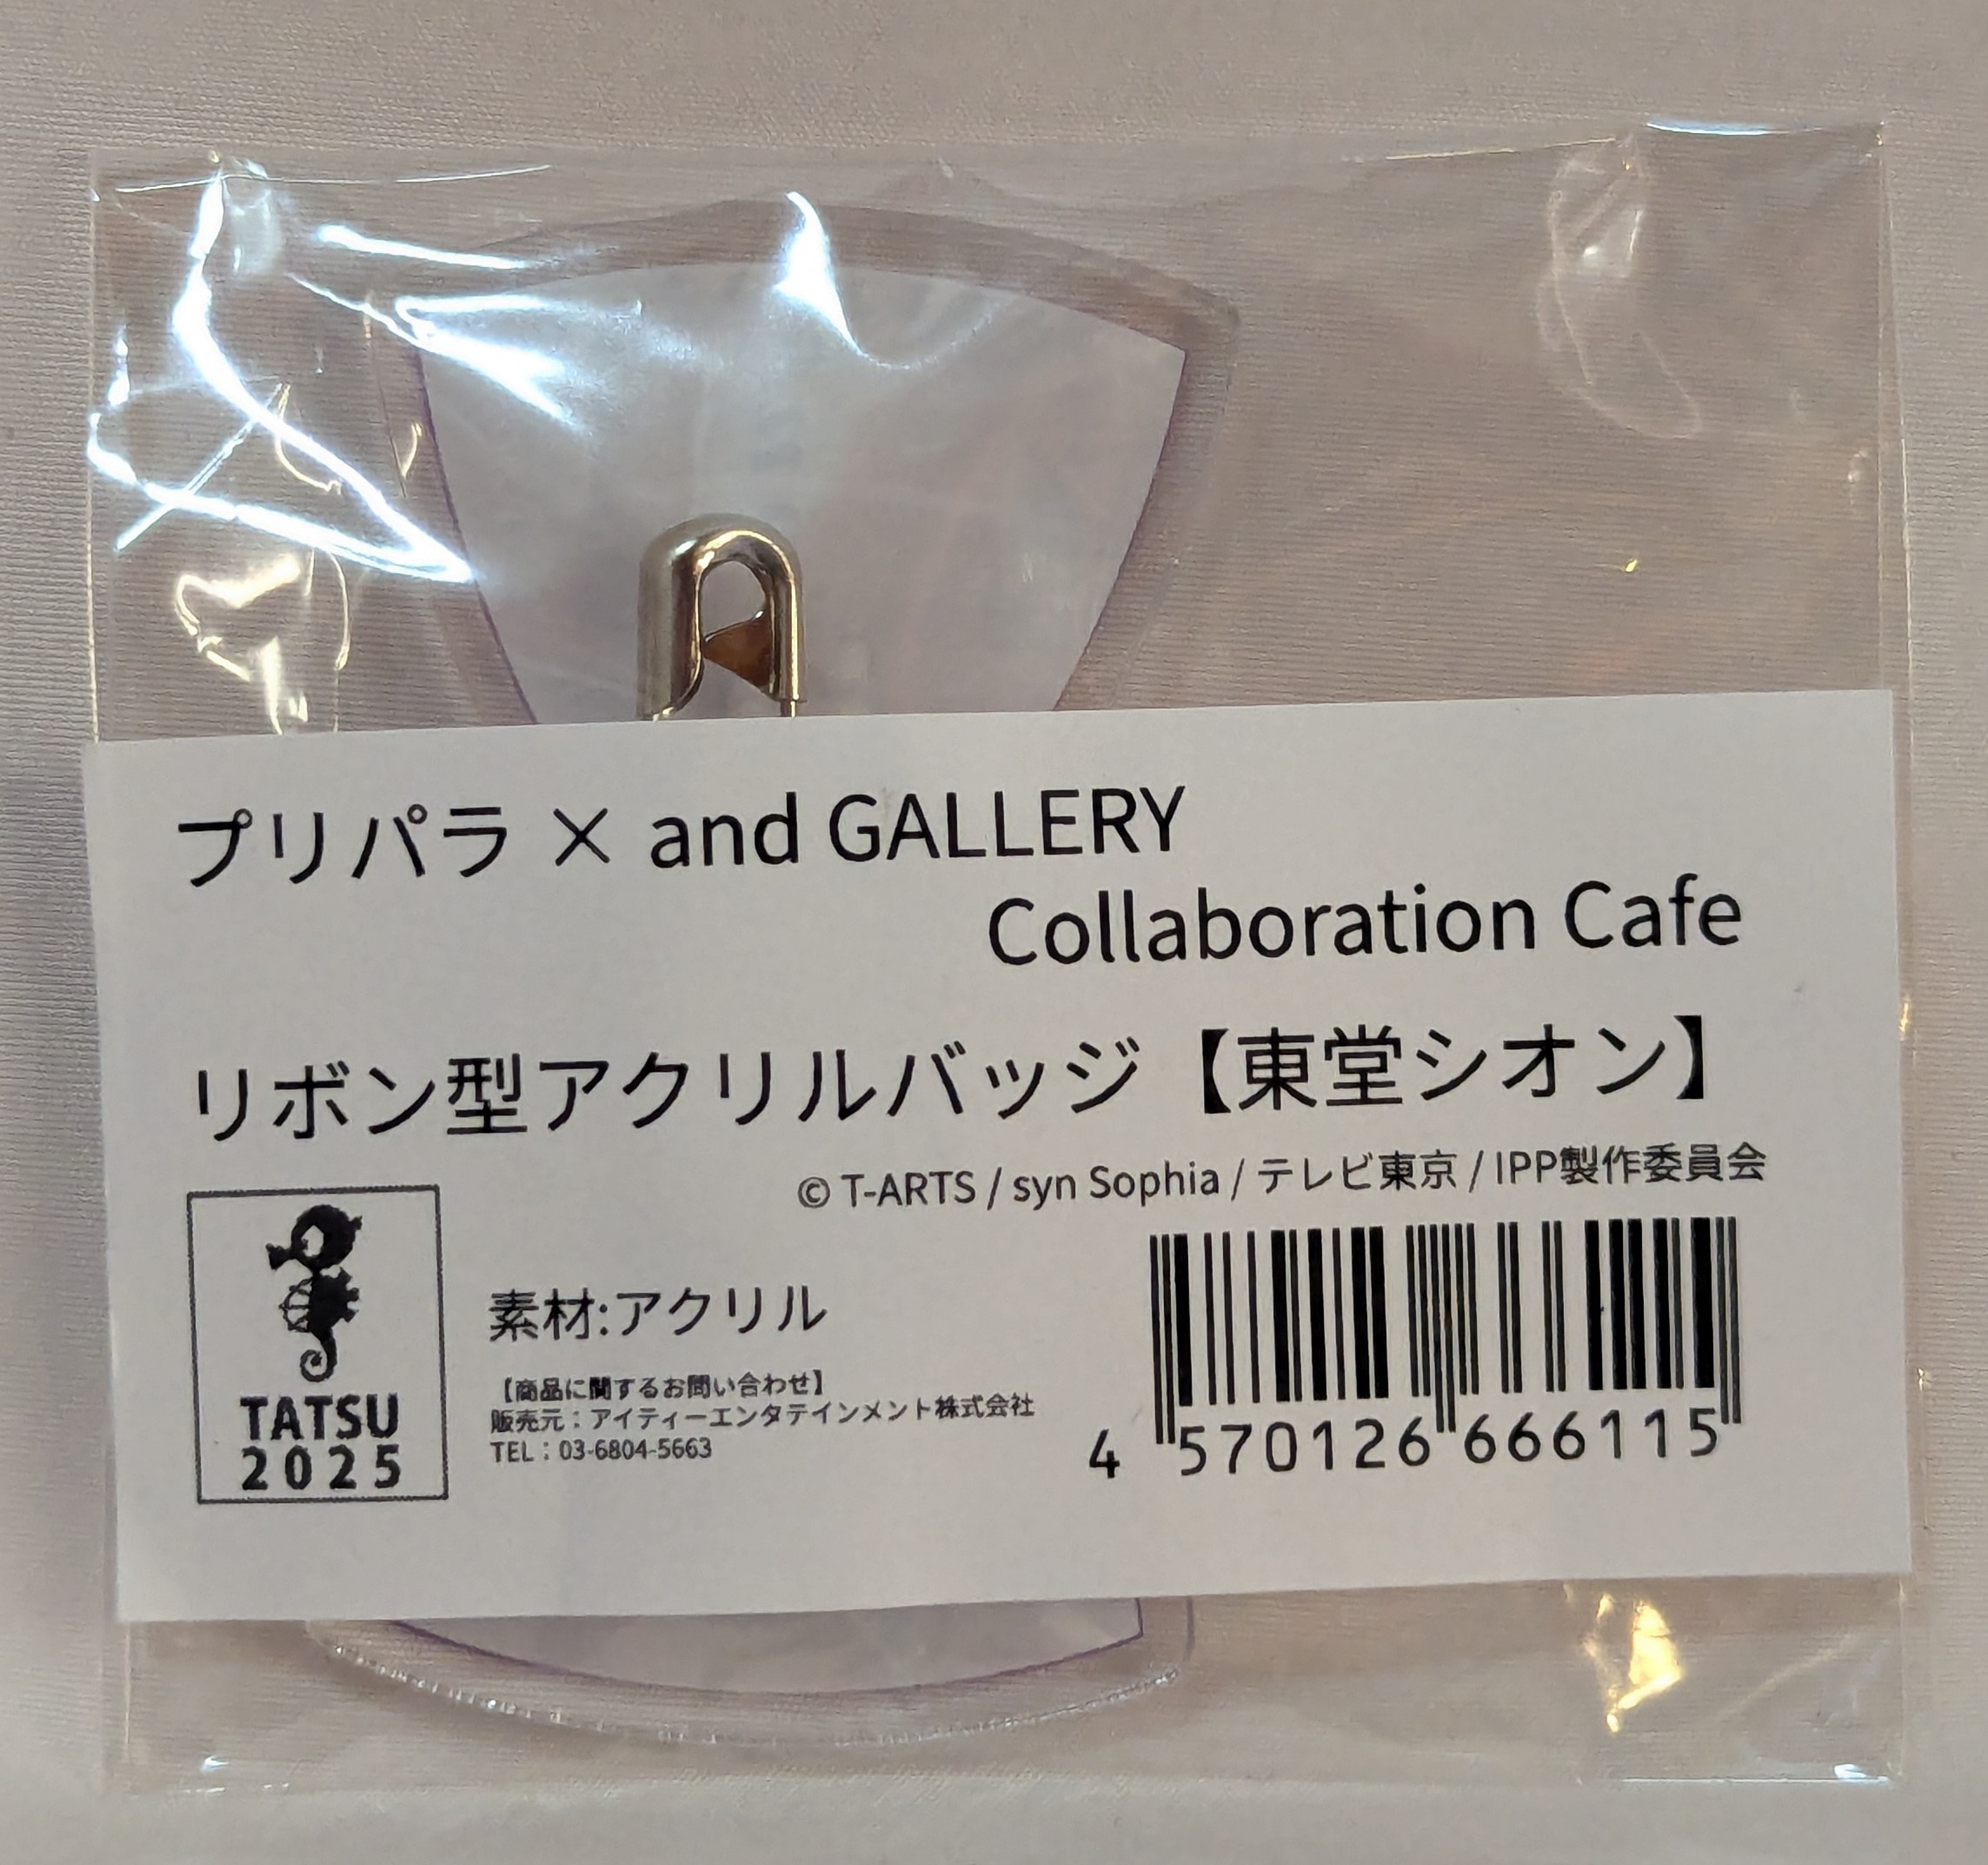 プリパラ × and GALLERY
Collaboration Cafe
リボン型アクリルバッジ【東堂シオン】
© T-ARTS / syn Sophia / テレビ東京 / IPP製作委員会
TATSU
2025
素材:アクリル
【商品に関するお問い合わせ】
販売元：アイティーエンタテインメント株式会社
TEL：03-6804-5663
4 570126 666115